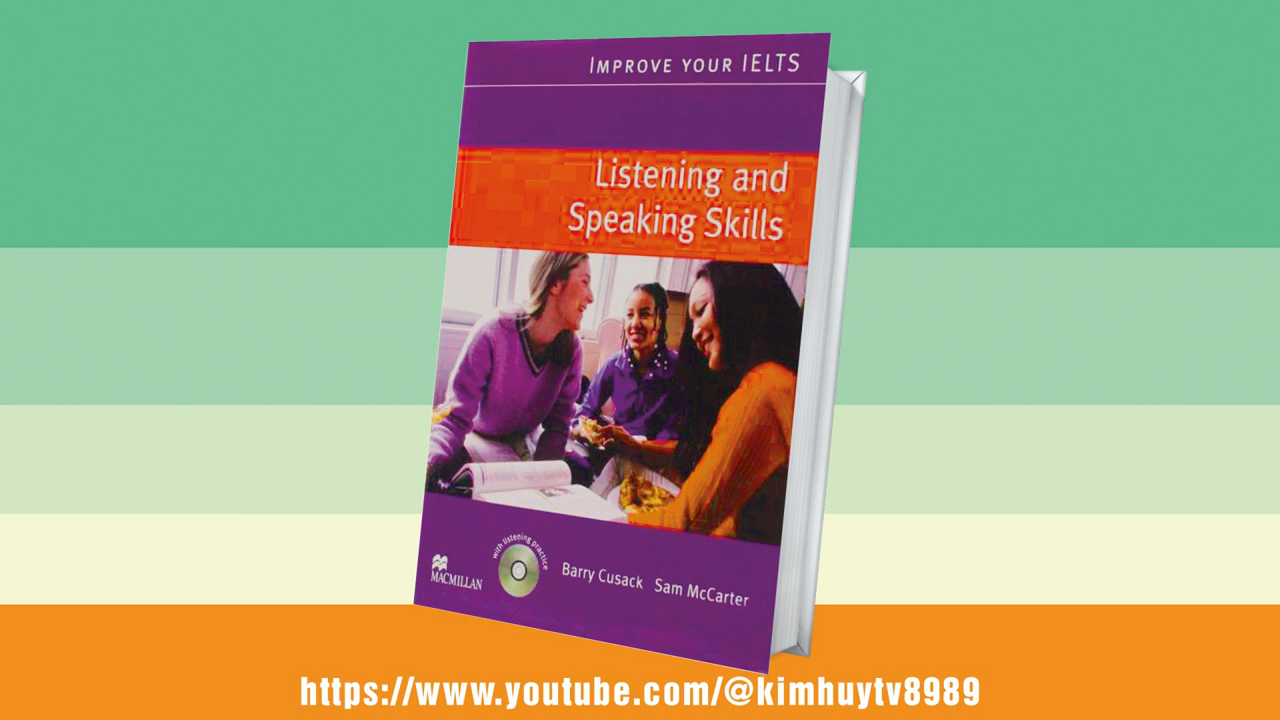 IMPROVE YOUR IELTS
Listening and
Speaking Skills
with listening practice
MACMILLAN
Barry Cusack Sam McCarter
https://www.youtube.com/@kimhuytv8989